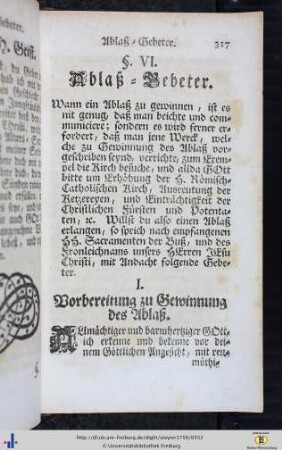 Ablaß-Gebeter.
317
§. VI.
Ablaß-Gebeter.
Wann ein Ablaß zu gewinnen, ist es
nit genug, daß man beichte und com-
municiere; sondern es wird ferner er-
fordert, daß man jene Werck, wel-
che zu Gewinnung des Ablaß vor-
geschrieben seynd, verrichte, zum Exem-
pel die Kirch besuche, und allda GOtt
bitte um Erhöhung der H. Römisch-
Catholischen Kirch, Ausreutung der
Ketzereyen, und Einträchtigkeit der
Christlichen Fürsten und Potenta-
ten, ꝛc. Willst du also einen Ablaß
erlangen, so sprich nach empfangenen
HH. Sacramenten der Buß, und des
Fronleichnams unsers HErren JEsu
Christi, mit Andacht folgende Gebe-
ter.
I.
Vorbereitung zu Gewinnung
des Ablaß.
Allmächtiger und barmhertziger GOtt,
ich erkenne und bekenne vor dei-
nem Göttlichen Angesicht, mit reu-
müthi-
© Universitätsbibliothek Freiburg